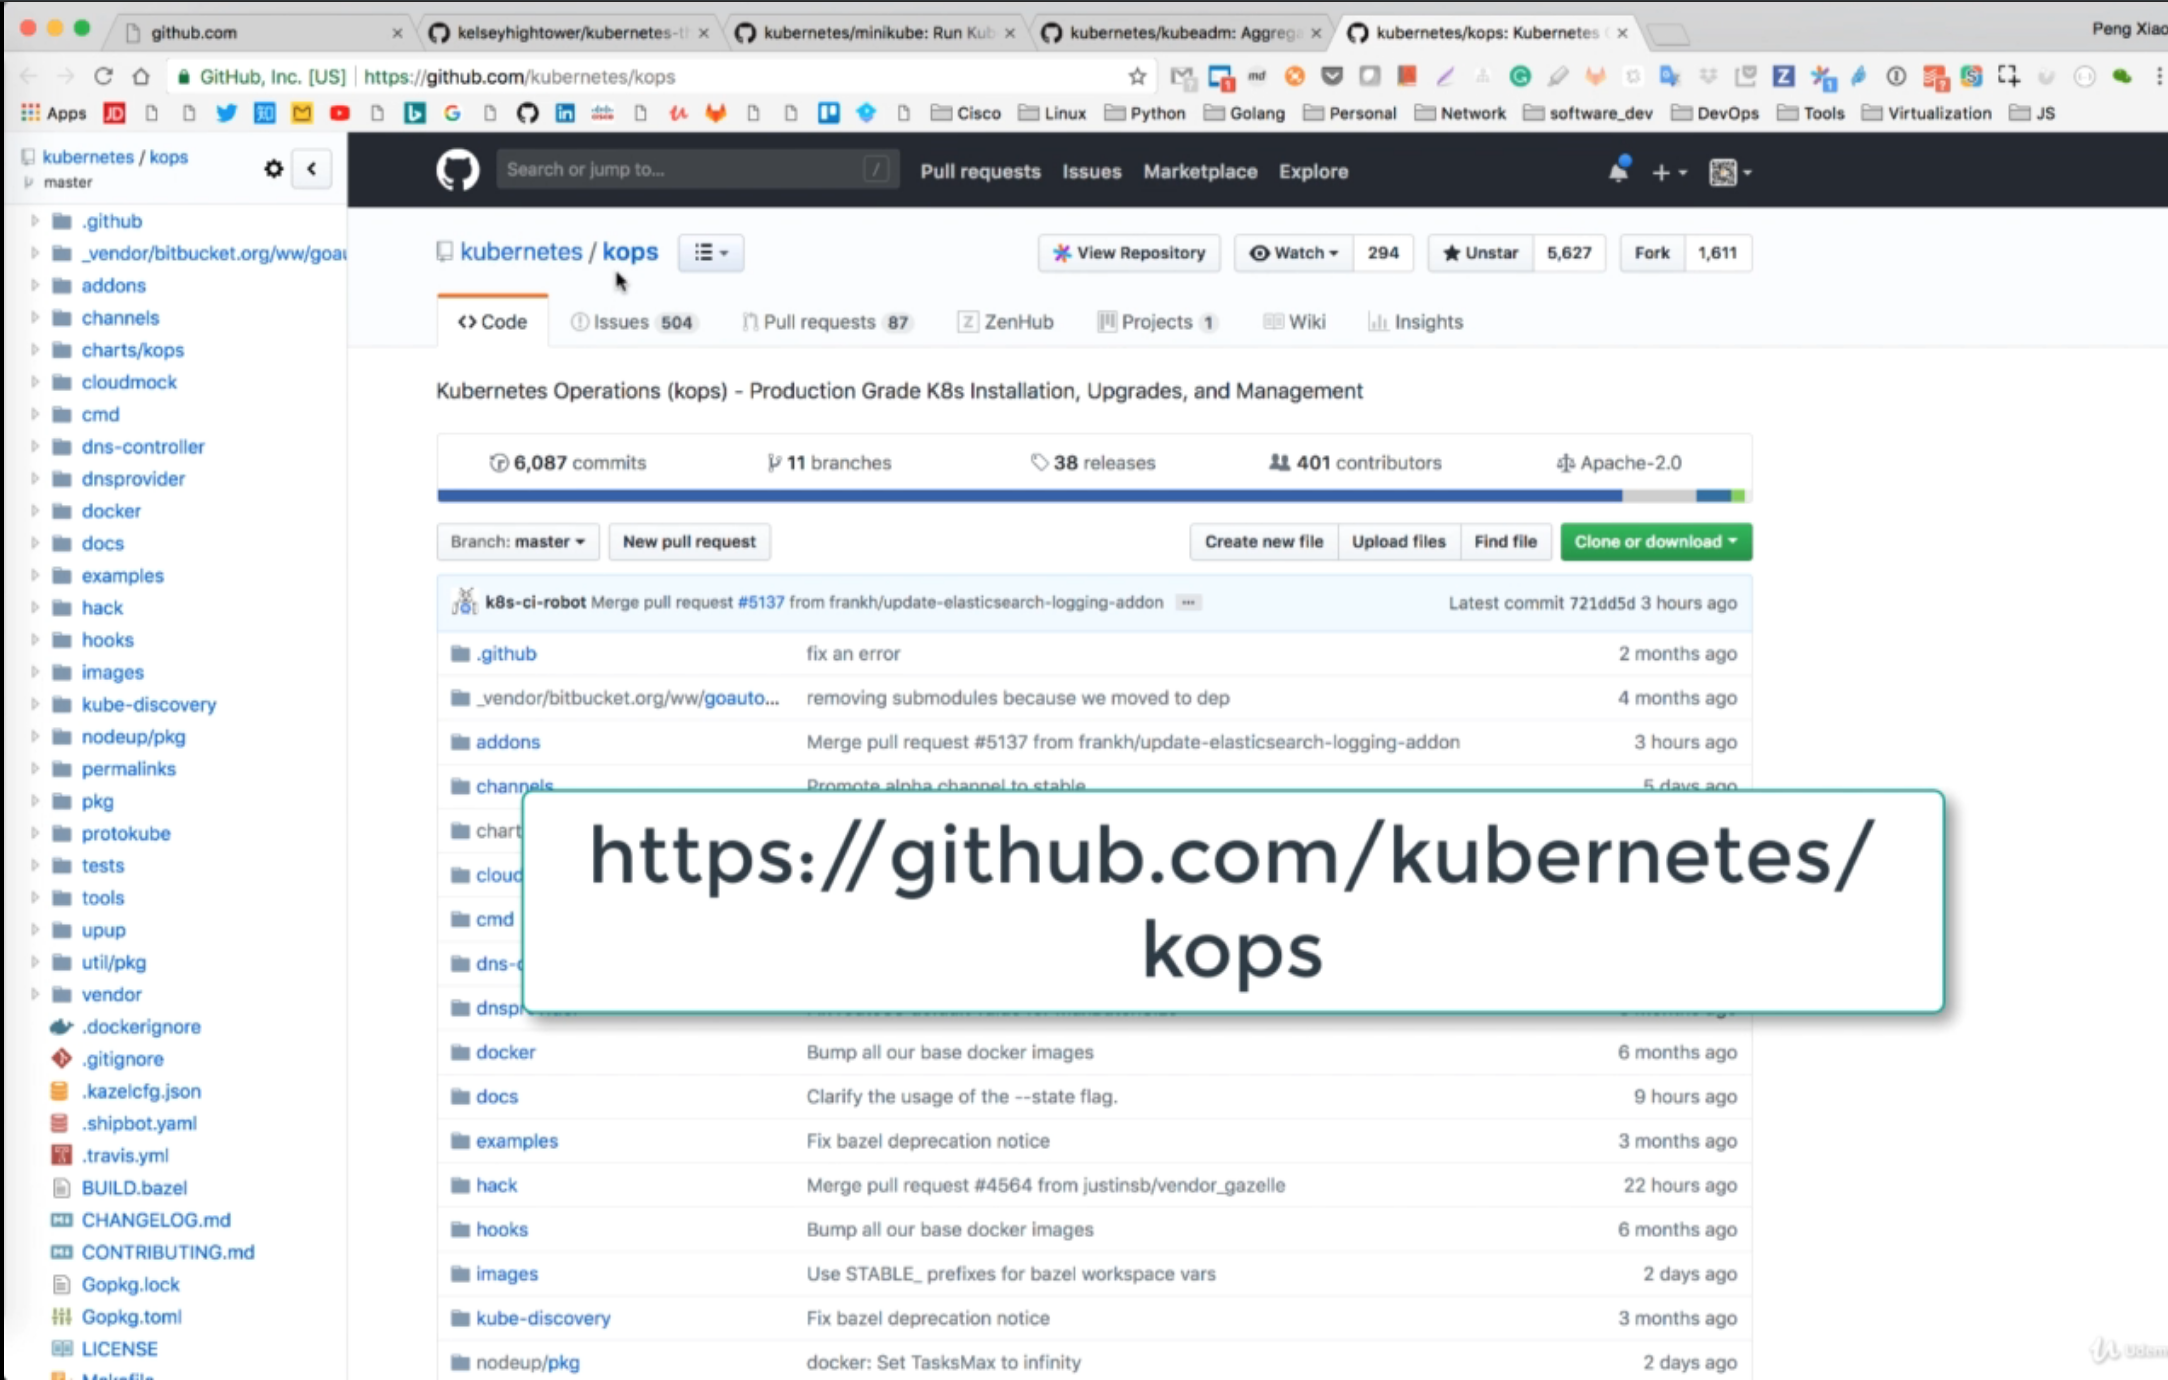 github.com
kelseyhightower/kubernetes-t
kubernetes/minikube: Run Kub
kubernetes/kubeadm: Aggreg
kubernetes/kops: Kubernetes
Peng Xiao
GitHub, Inc. [US] | https://github.com/kubernetes/kops
Apps Cisco Linux Python Golang Personal Network software_dev DevOps Tools Virtualization JS
kubernetes / kops
master
.github
_vendor/bitbucket.org/ww/goau
addons
channels
charts/kops
cloudmock
cmd
dns-controller
dnsprovider
docker
docs
examples
hack
hooks
images
kube-discovery
nodeup/pkg
permalinks
pkg
protokube
tests
tools
upup
util/pkg
vendor
.dockerignore
.gitignore
.kazelcfg.json
.shipbot.yaml
.travis.yml
BUILD.bazel
CHANGELOG.md
CONTRIBUTING.md
Gopkg.lock
Gopkg.toml
LICENSE
Makefile
Search or jump to... /
Pull requests Issues Marketplace Explore
kubernetes / kops
View Repository Watch 294 Unstar 5,627 Fork 1,611
Code Issues 504 Pull requests 87 ZenHub Projects 1 Wiki Insights
Kubernetes Operations (kops) - Production Grade K8s Installation, Upgrades, and Management
6,087 commits 11 branches 38 releases 401 contributors Apache-2.0
Branch: master New pull request Create new file Upload files Find file Clone or download
k8s-ci-robot Merge pull request #5137 from frankh/update-elasticsearch-logging-addon ... Latest commit 721dd5d 3 hours ago
.github fix an error 2 months ago
_vendor/bitbucket.org/ww/goauto... removing submodules because we moved to dep 4 months ago
addons Merge pull request #5137 from frankh/update-elasticsearch-logging-addon 3 hours ago
channels Promote alpha channel to stable 5 days ago
chart
cloud
cmd
dns-c
dnspr
https://github.com/kubernetes/
kops
docker Bump all our base docker images 6 months ago
docs Clarify the usage of the --state flag. 9 hours ago
examples Fix bazel deprecation notice 3 months ago
hack Merge pull request #4564 from justinsb/vendor_gazelle 22 hours ago
hooks Bump all our base docker images 6 months ago
images Use STABLE_ prefixes for bazel workspace vars 2 days ago
kube-discovery Fix bazel deprecation notice 3 months ago
nodeup/pkg docker: Set TasksMax to infinity 2 days ago
Udem